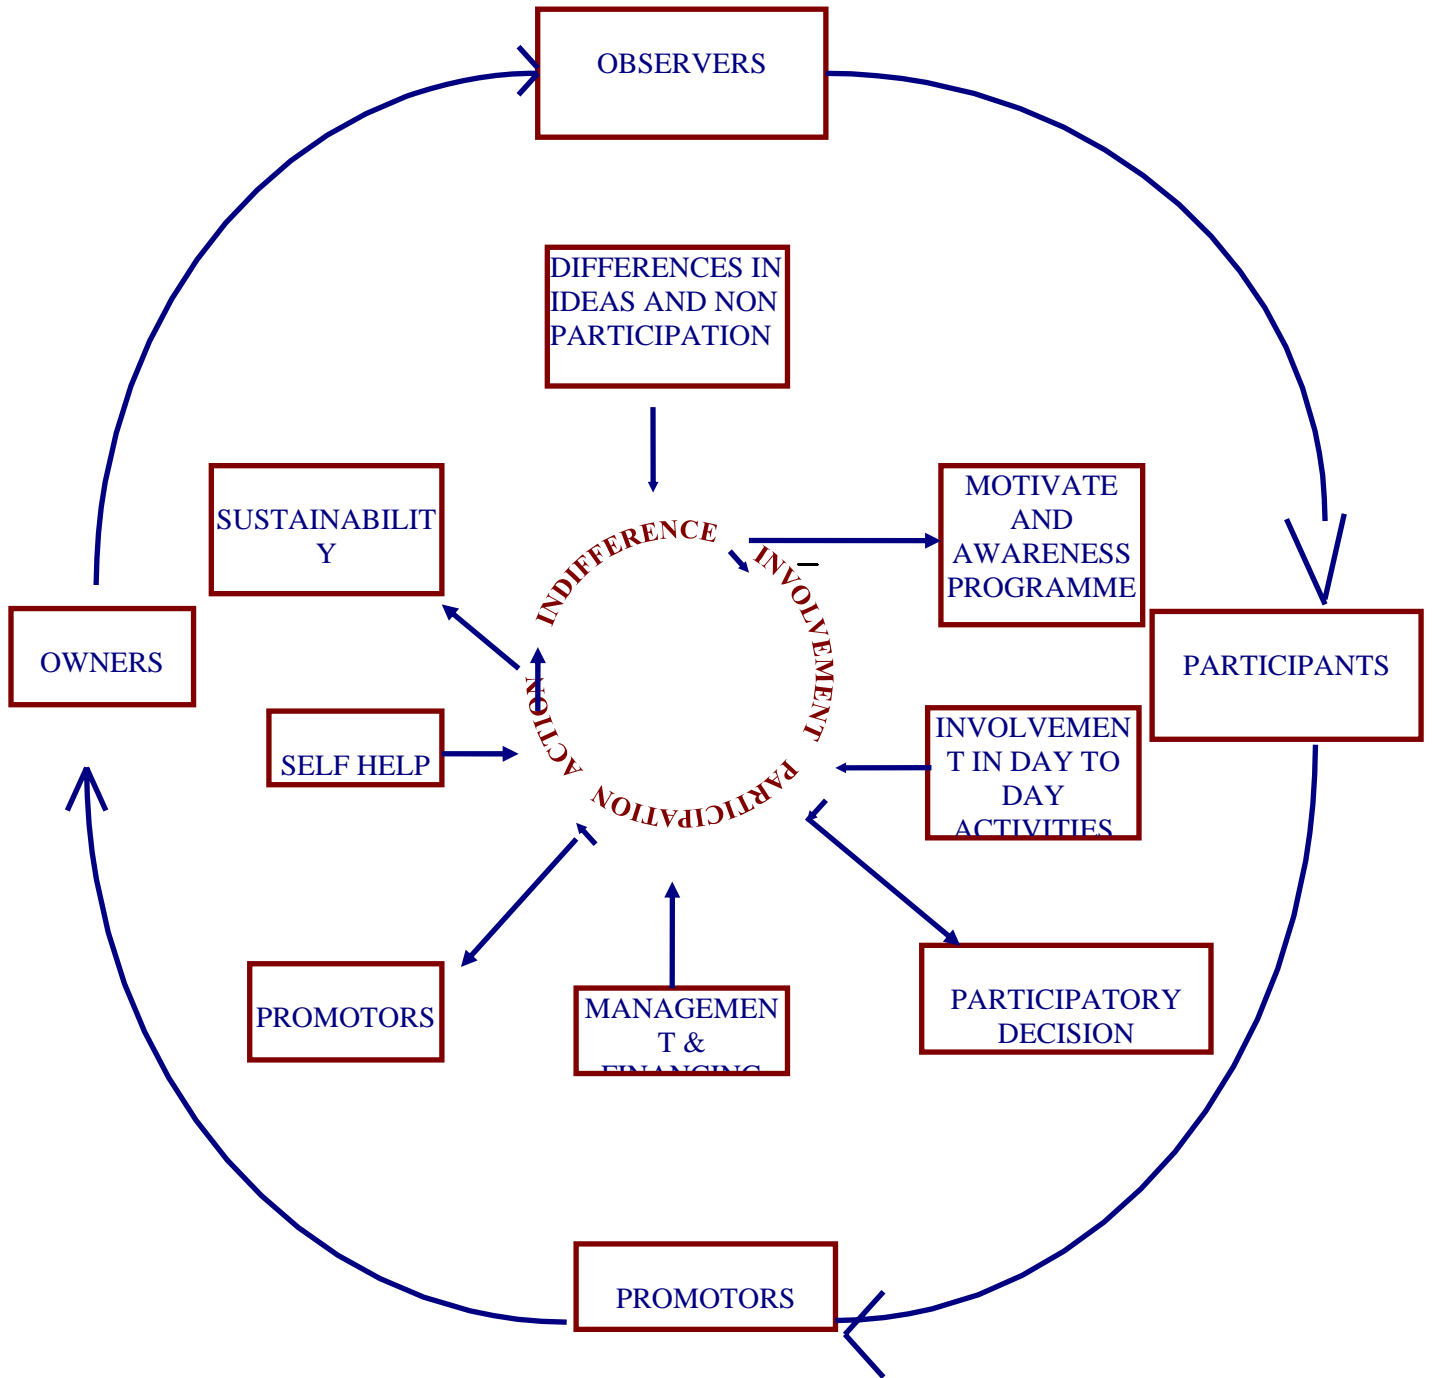 OBSERVERS
DIFFERENCES IN
IDEAS AND NON
PARTICIPATION
SUSTAINABILIT
Y
MOTIVATE
AND
AWARENESS
PROGRAMME
INDIFFERENCE
INVOLVEMENT
PARTICIPATION
ACTION
OWNERS
PARTICIPANTS
SELF HELP
INVOLVEMEN
T IN DAY TO
DAY
ACTIVITIES
PROMOTORS
MANAGEMEN
T &
FINANCING
PARTICIPATORY
DECISION
PROMOTORS